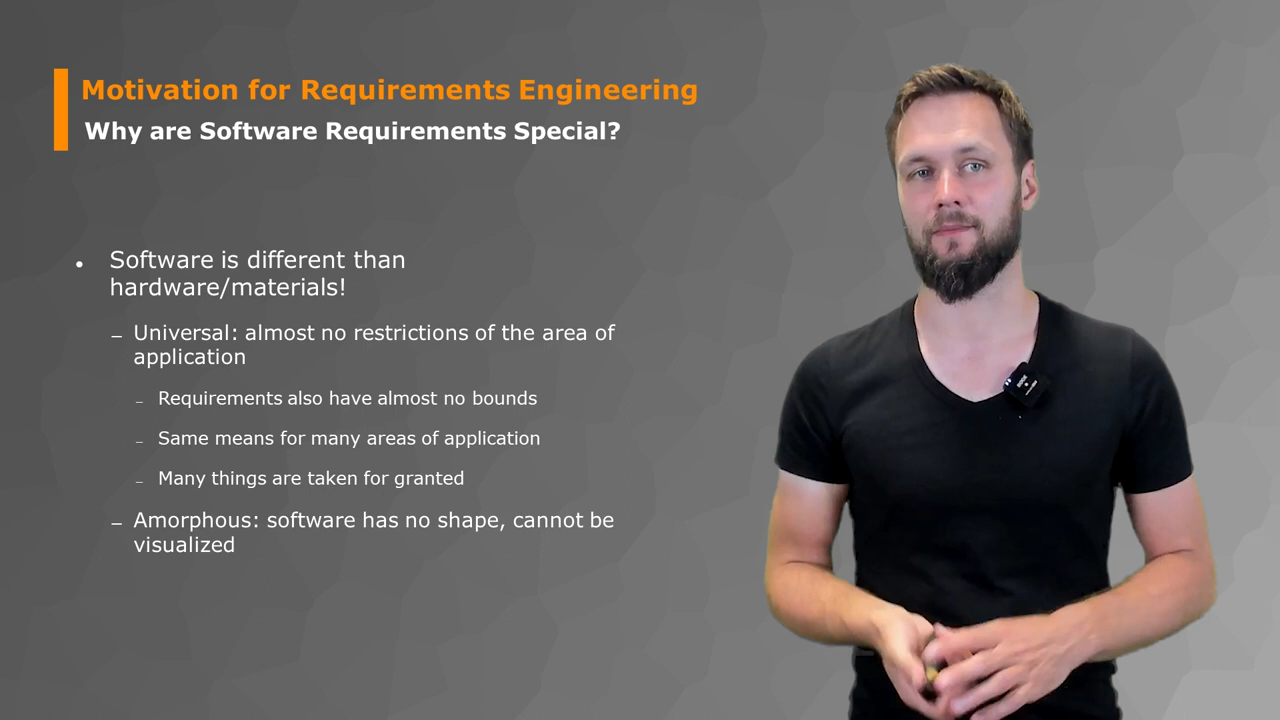 Motivation for Requirements Engineering
Why are Software Requirements Special?
• Software is different than
hardware/materials!
– Universal: almost no restrictions of the area of
application
– Requirements also have almost no bounds
– Same means for many areas of application
– Many things are taken for granted
– Amorphous: software has no shape, cannot be
visualized